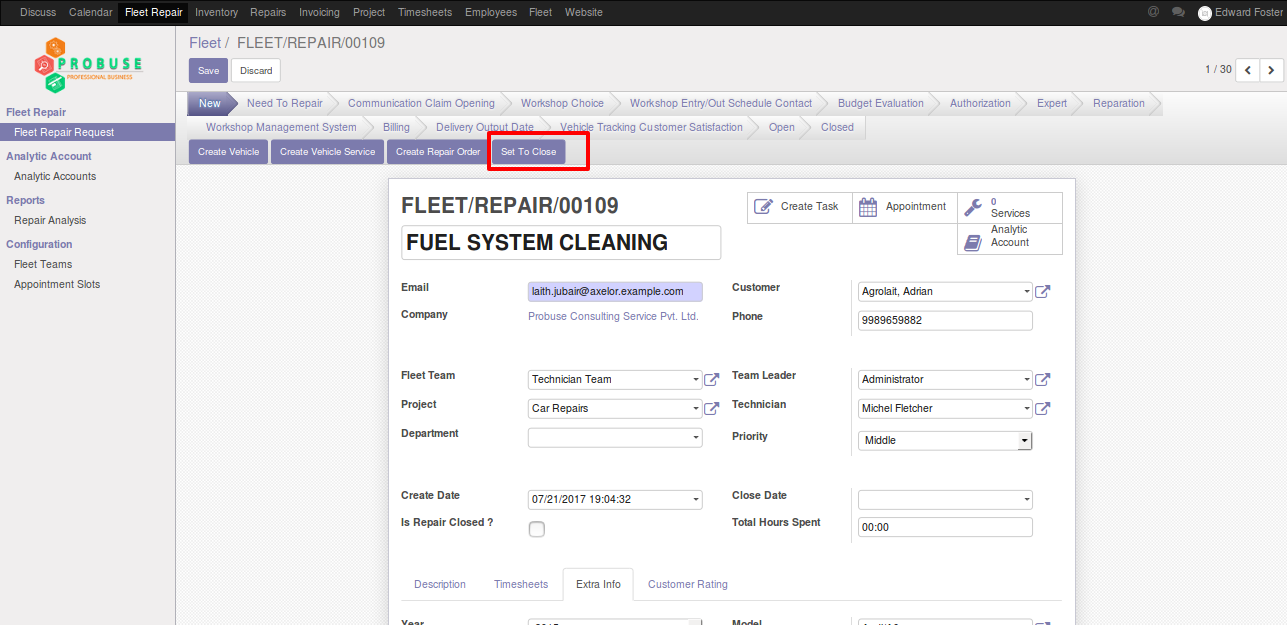 Discuss Calendar Fleet Repair Inventory Repairs Invoicing Project Timesheets Employees Fleet Website @ Edward Foster
PROBUSE
PROFESSIONAL BUSINESS
Fleet Repair
Fleet Repair Request
Analytic Account
Analytic Accounts
Reports
Repair Analysis
Configuration
Fleet Teams
Appointment Slots
Fleet / FLEET/REPAIR/00109
Save Discard 1 / 30
New Need To Repair Communication Claim Opening Workshop Choice Workshop Entry/Out Schedule Contact Budget Evaluation Authorization Expert Reparation
Workshop Management System Billing Delivery Output Date Vehicle Tracking Customer Satisfaction Open Closed
Create Vehicle Create Vehicle Service Create Repair Order Set To Close
FLEET/REPAIR/00109
Create Task Appointment 0 Services
Analytic Account
FUEL SYSTEM CLEANING
Email laith.jubair@axelor.example.com Customer Agrolait, Adrian
Company Probuse Consulting Service Pvt. Ltd. Phone 9989659882
Fleet Team Technician Team Team Leader Administrator
Project Car Repairs Technician Michel Fletcher
Department Priority Middle
Create Date 07/21/2017 19:04:32 Close Date
Is Repair Closed ? Total Hours Spent 00:00
Description Timesheets Extra Info Customer Rating
Year Model